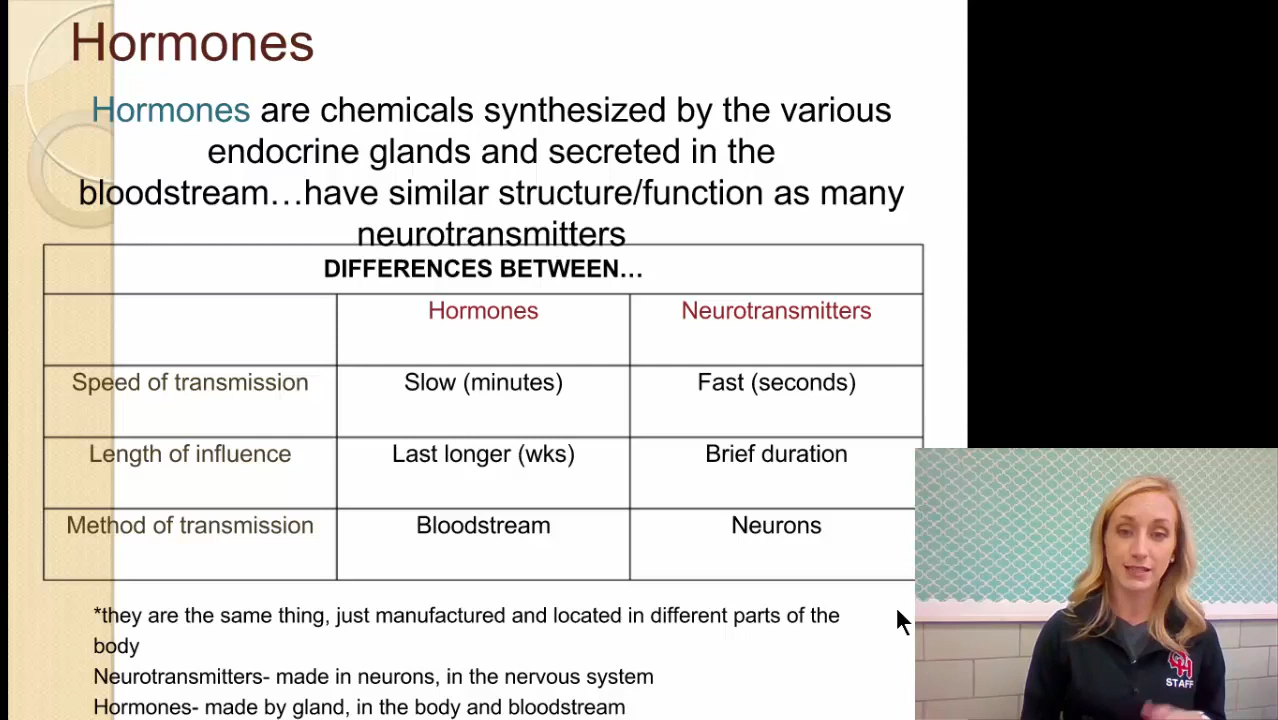 Hormones
Hormones are chemicals synthesized by the various
endocrine glands and secreted in the
bloodstream…have similar structure/function as many
neurotransmitters
DIFFERENCES BETWEEN…
Hormones Neurotransmitters
Speed of transmission Slow (minutes) Fast (seconds)
Length of influence Last longer (wks) Brief duration
Method of transmission Bloodstream Neurons
*they are the same thing, just manufactured and located in different parts of the
body
Neurotransmitters- made in neurons, in the nervous system
Hormones- made by gland, in the body and bloodstream
STAFF